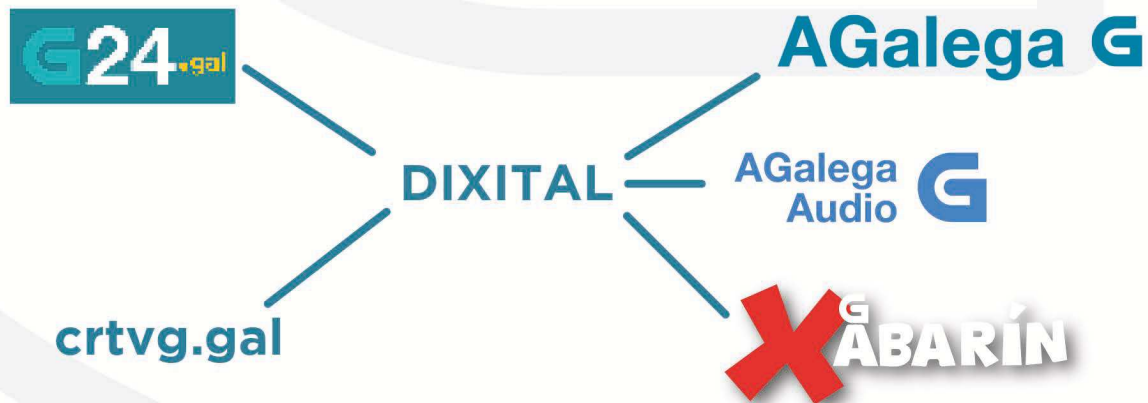 G24.gal
AGalega G
DIXITAL
AGalega
Audio G
crtvg.gal
XABARÍN
G